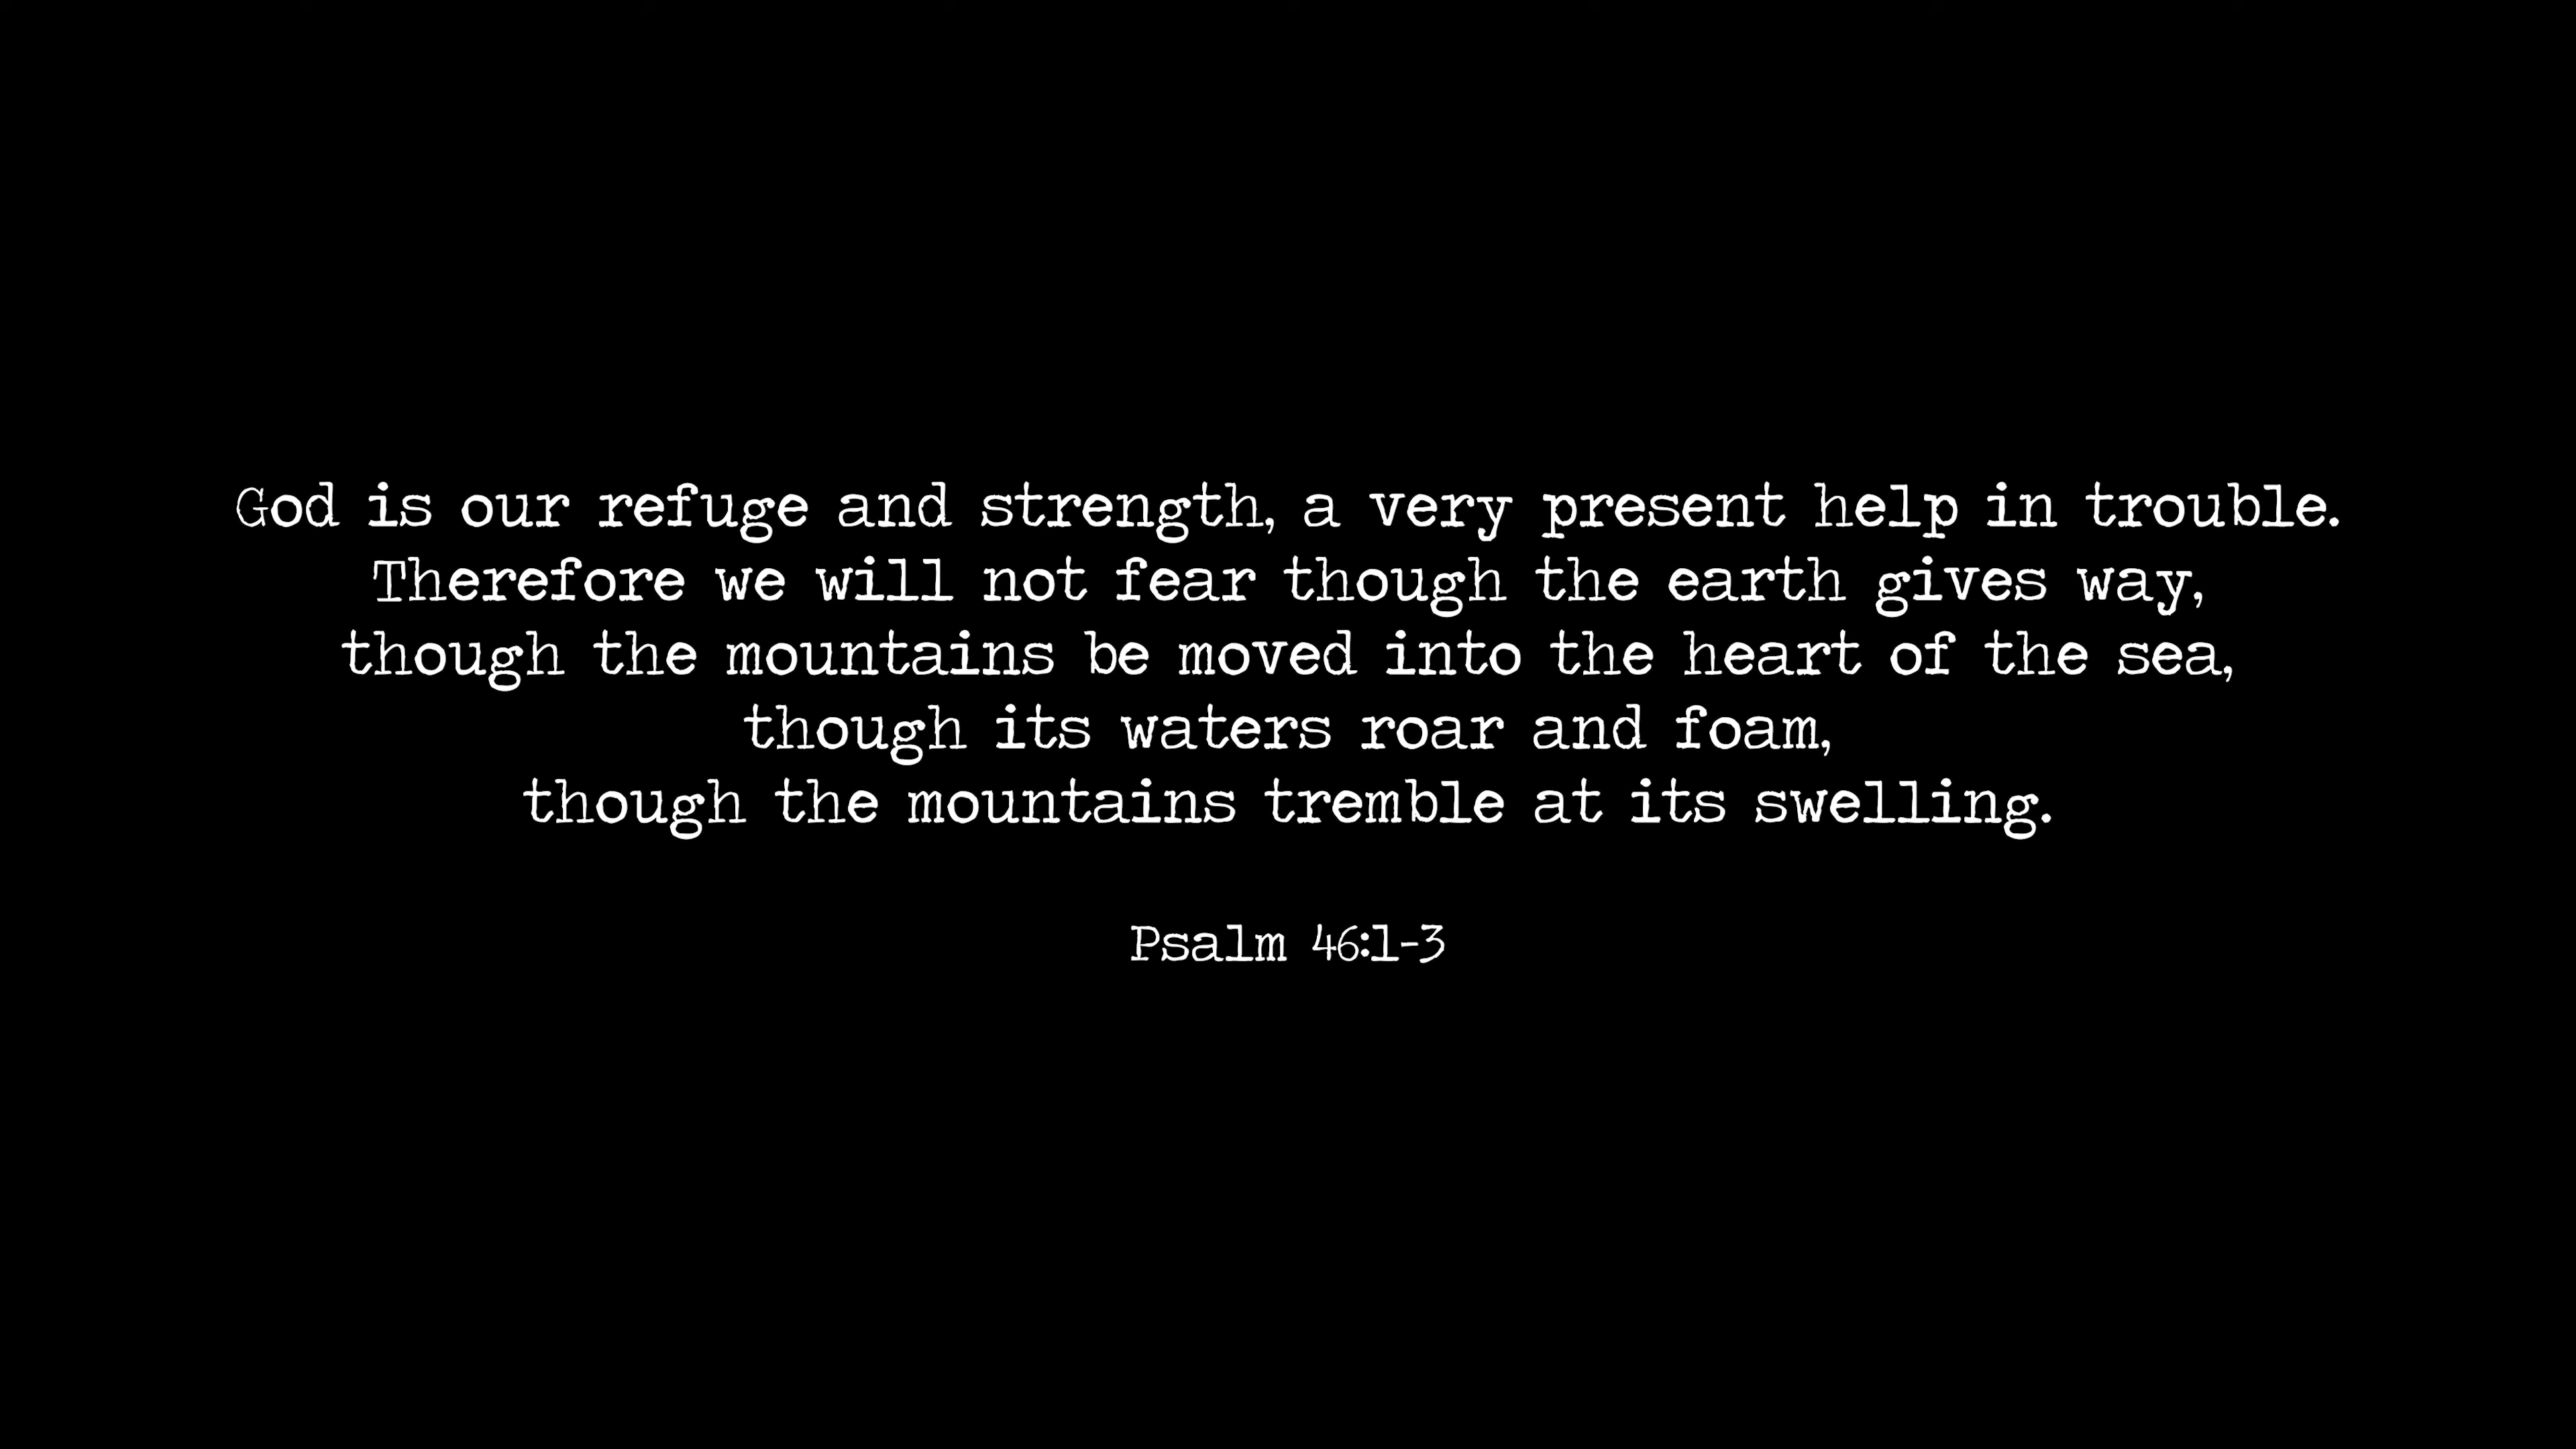 God is our refuge and strength, a very present help in trouble.
Therefore we will not fear though the earth gives way,
though the mountains be moved into the heart of the sea,
though its waters roar and foam,
though the mountains tremble at its swelling.
Psalm 46:1-3